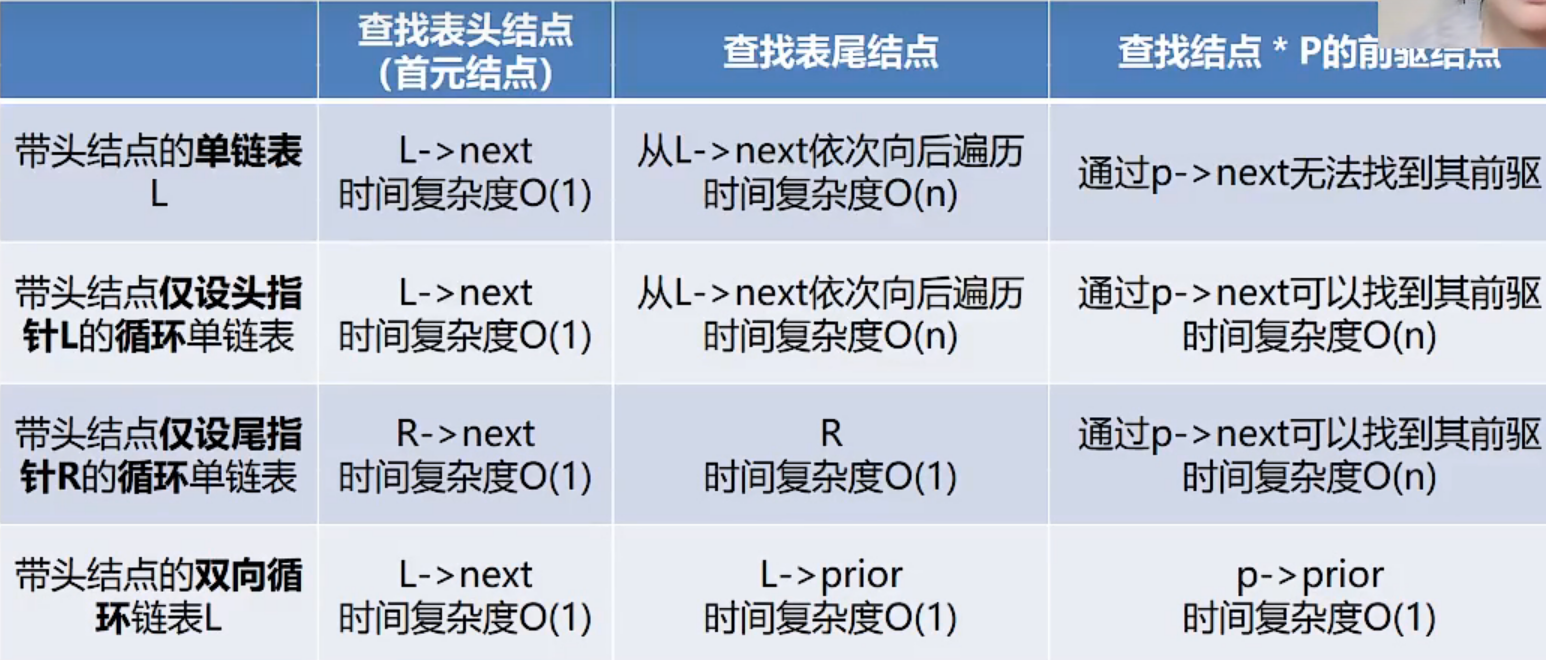 查找表头结点
（首元结点）
查找表尾结点
查找结点 * P的前驱结点
带头结点的单链表
L
L->next
时间复杂度O(1)
从L->next依次向后遍历
时间复杂度O(n)
通过p->next无法找到其前驱
带头结点仅设头指
针L的循环单链表
L->next
时间复杂度O(1)
从L->next依次向后遍历
时间复杂度O(n)
通过p->next可以找到其前驱
时间复杂度O(n)
带头结点仅设尾指
针R的循环单链表
R->next
时间复杂度O(1)
R
时间复杂度O(1)
通过p->next可以找到其前驱
时间复杂度O(n)
带头结点的双向循
环链表L
L->next
时间复杂度O(1)
L->prior
时间复杂度O(1)
p->prior
时间复杂度O(1)